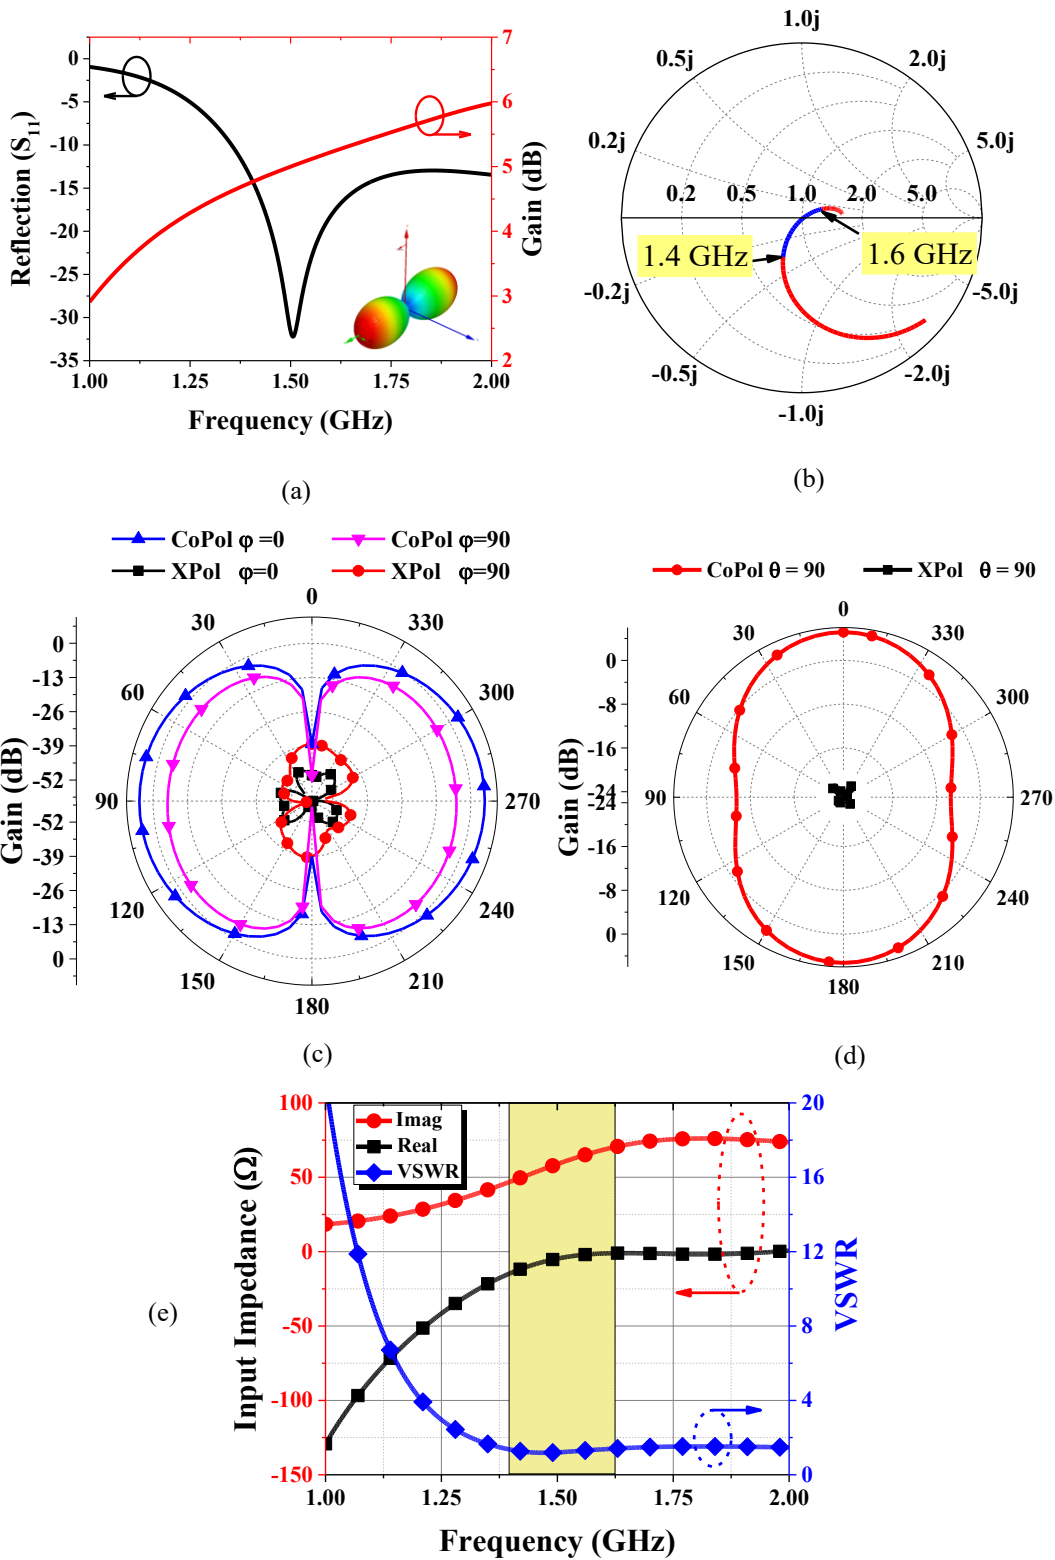 7
0
-5
-10
-15
-20
-25
-30
-35
6
5
4
3
2
Reflection (S11)
Gain (dB)
1.00 1.25 1.50 1.75 2.00
Frequency (GHz)
(a)
1.0j
0.5j 2.0j
0.2j 5.0j
0.2 0.5 1.0 2.0 5.0
1.4 GHz 1.6 GHz
-0.2j -5.0j
-0.5j -2.0j
-1.0j
(b)
CoPol φ =0 CoPol φ=90
XPol φ=0 XPol φ=90
0
30 330
60 300
90 270
120 240
150 210
180
0
-13
-26
-39
-52
-52
-39
-26
-13
0
Gain (dB)
(c)
CoPol θ = 90 XPol θ = 90
0
30 330
60 300
90 270
120 240
150 210
180
0
-8
-16
-24
-24
-16
-8
0
Gain (dB)
(d)
Imag
Real
VSWR
100
50
0
-50
-100
-150
Input Impedance (Ω)
20
16
12
8
4
0
VSWR
1.00 1.25 1.50 1.75 2.00
Frequency (GHz)
(e)